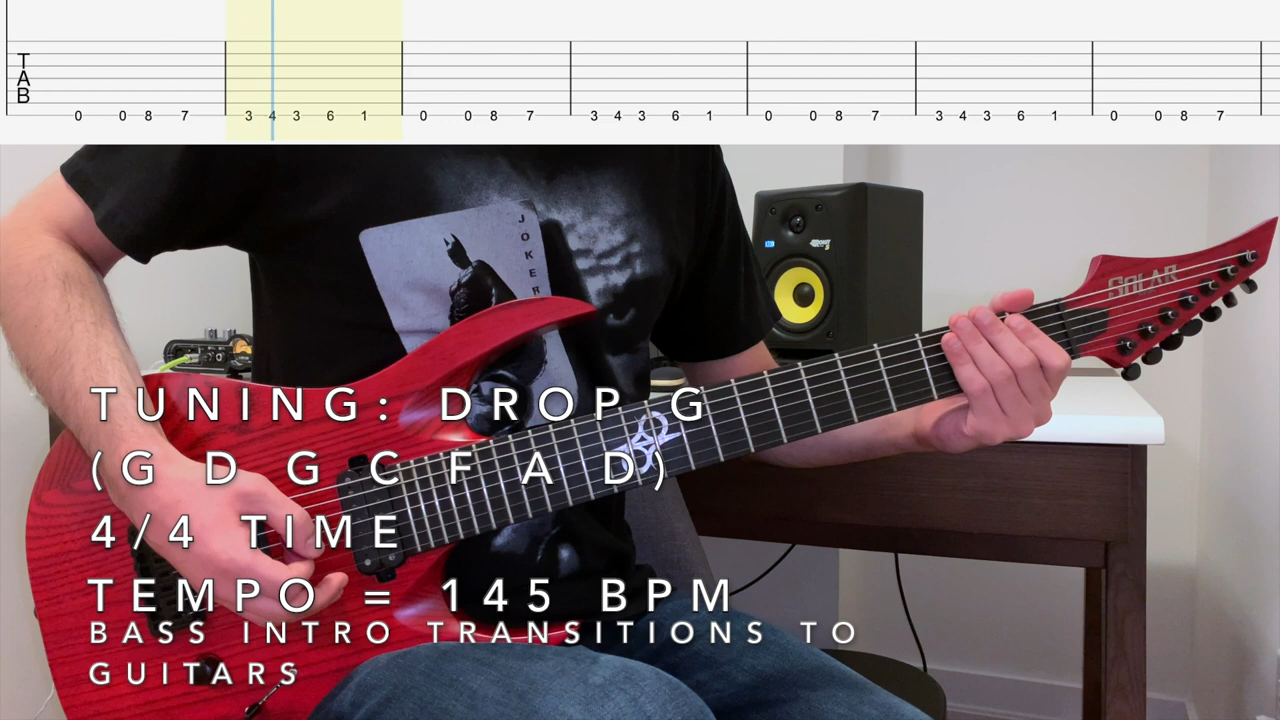 T
A
B
0 0 8 7 3 4 3 6 1 0 0 8 7 3 4 3 6 1 0 0 8 7 3 4 3 6 1 0 0 8 7
JOKER
SOLAR
TUNING: DROP G
(G D G C F A D)
4/4 TIME
TEMPO = 145 BPM
BASS INTRO TRANSITIONS TO
GUITARS